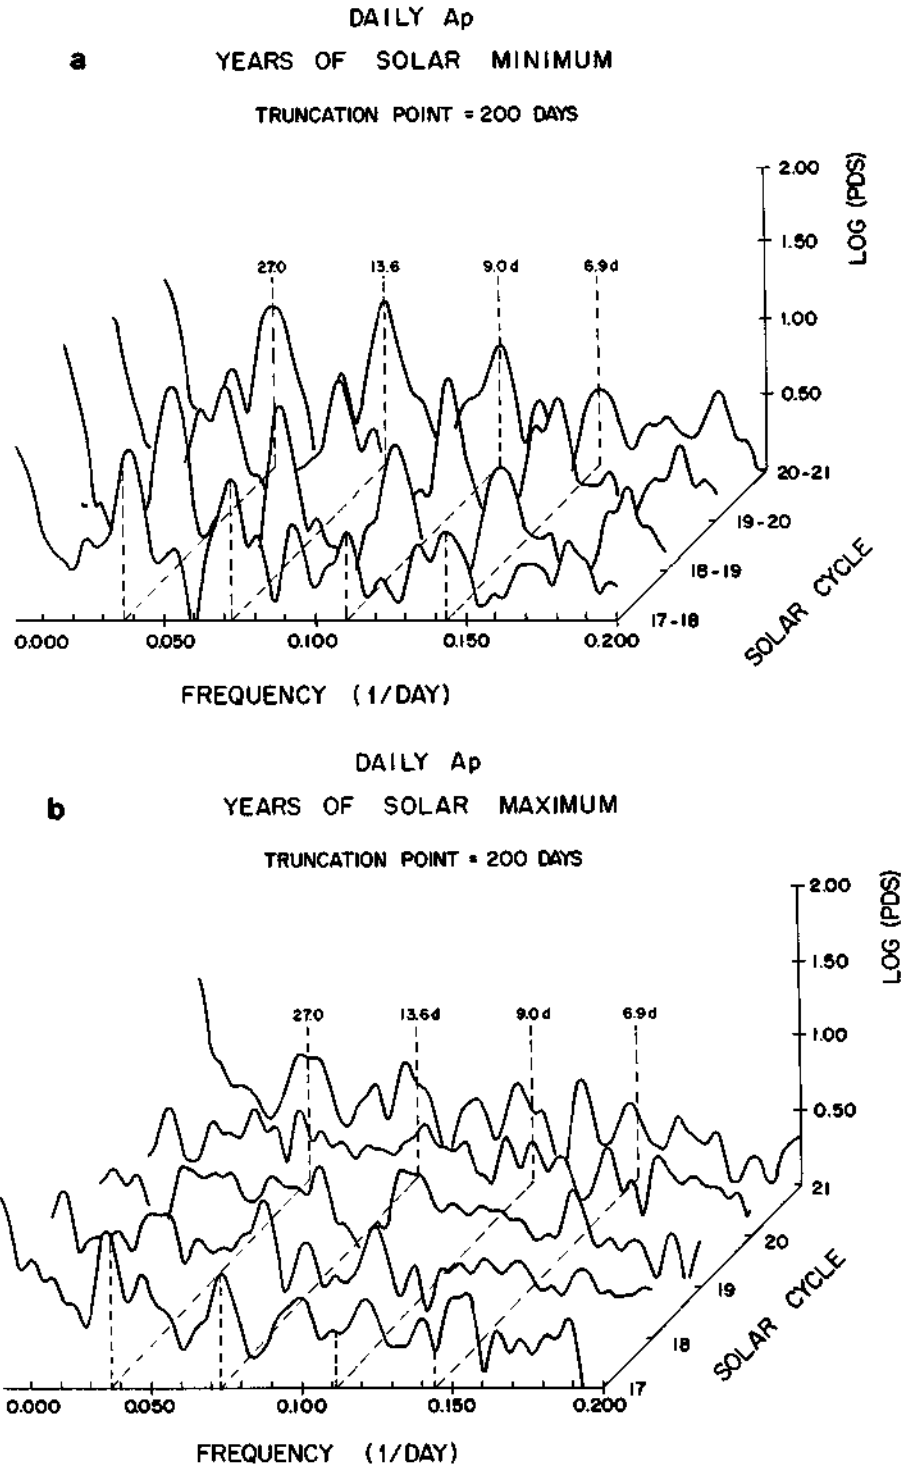 DAILY Ap
a
YEARS OF SOLAR MINIMUM
TRUNCATION POINT = 200 DAYS
2.00
LOG (PDS)
1.50
27.0
13.6
9.0 d
6.9 d
1.00
0.50
20-21
19-20
18-19
17-18
SOLAR CYCLE
0.000
0.050
0.100
0.150
0.200
FREQUENCY (1/DAY)
DAILY Ap
b
YEARS OF SOLAR MAXIMUM
TRUNCATION POINT = 200 DAYS
2.00
LOG (PDS)
1.50
27.0
13.6d
9.0 d
6.9 d
1.00
0.50
21
20
19
18
17
SOLAR CYCLE
0.000
0.050
0.100
0.150
0.200
FREQUENCY (1/DAY)